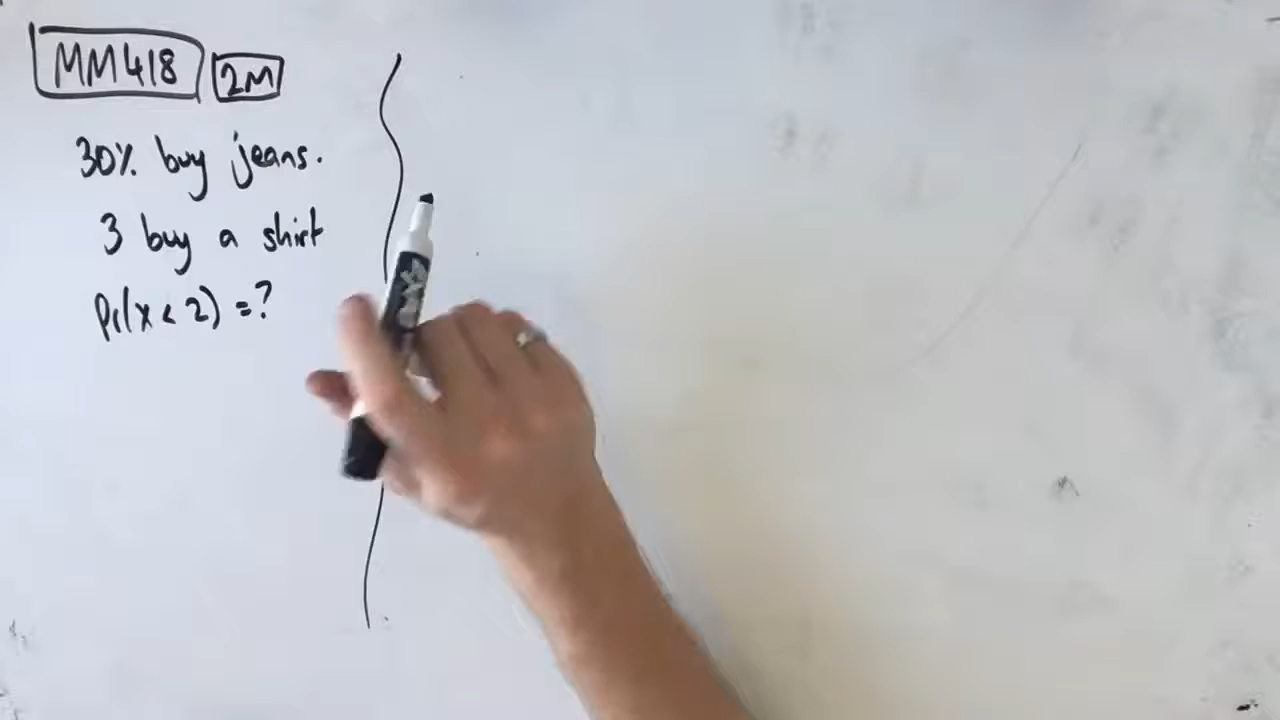 MM418 2M
30% buy jeans.
3 buy a shirt
Pr(x < 2) = ?